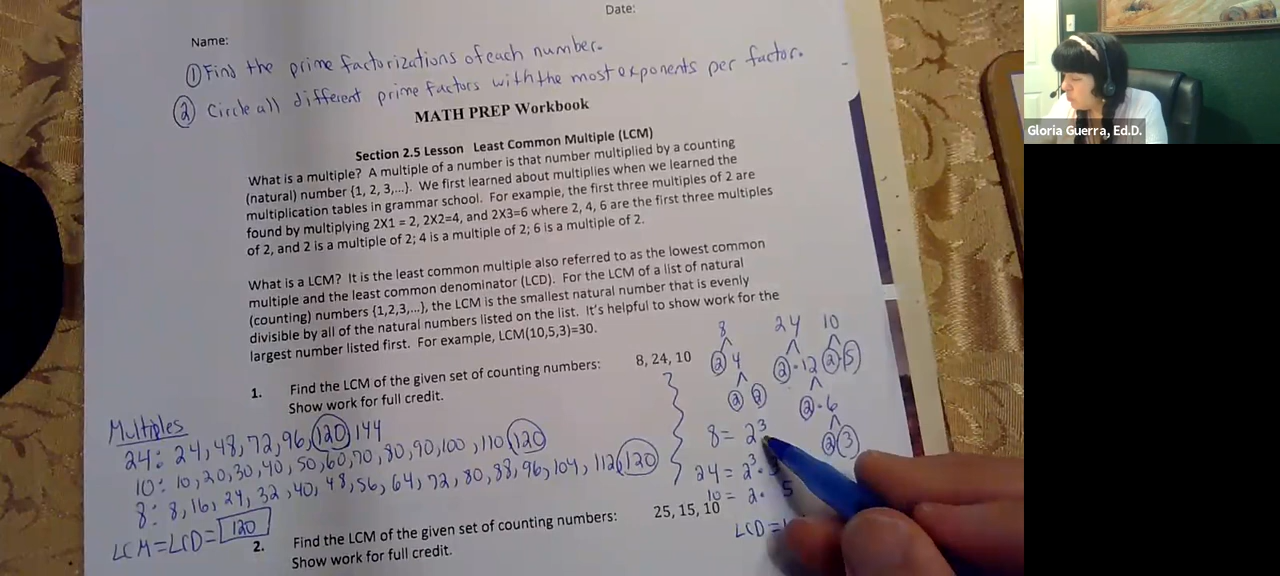 Date:
Name:
① Find the prime factorizations of each number.
② Circle all different prime factors with the most exponents per factor.
MATH PREP Workbook
Section 2.5 Lesson Least Common Multiple (LCM)
What is a multiple? A multiple of a number is that number multiplied by a counting
(natural) number {1, 2, 3,...}. We first learned about multiplies when we learned the
multiplication tables in grammar school. For example, the first three multiples of 2 are
found by multiplying 2X1 = 2, 2X2=4, and 2X3=6 where 2, 4, 6 are the first three multiples
of 2, and 2 is a multiple of 2; 4 is a multiple of 2; 6 is a multiple of 2.
What is a LCM? It is the least common multiple also referred to as the lowest common
multiple and the least common denominator (LCD). For the LCM of a list of natural
(counting) numbers {1,2,3,...}, the LCM is the smallest natural number that is evenly
divisible by all of the natural numbers listed on the list. It's helpful to show work for the
largest number listed first. For example, LCM(10,5,3)=30.
1. Find the LCM of the given set of counting numbers: 8, 24, 10
Show work for full credit.
Multiples
24: 24, 48, 72, 96, 120, 144
10: 10, 20, 30, 40, 50, 60, 70, 80, 90, 100, 110, 120
8: 8, 16, 24, 32, 40, 48, 56, 64, 72, 80, 88, 96, 104, 112, 120
LCM = LCD = 120
8 24 10
2 4 2 · 12 2 · 5
2 2 2 · 6
2 3
8 = 2³
24 = 2³ ·
10 = 2 · 5
LCD =
2. Find the LCM of the given set of counting numbers: 25, 15, 10
Show work for full credit.
Gloria Guerra, Ed.D.